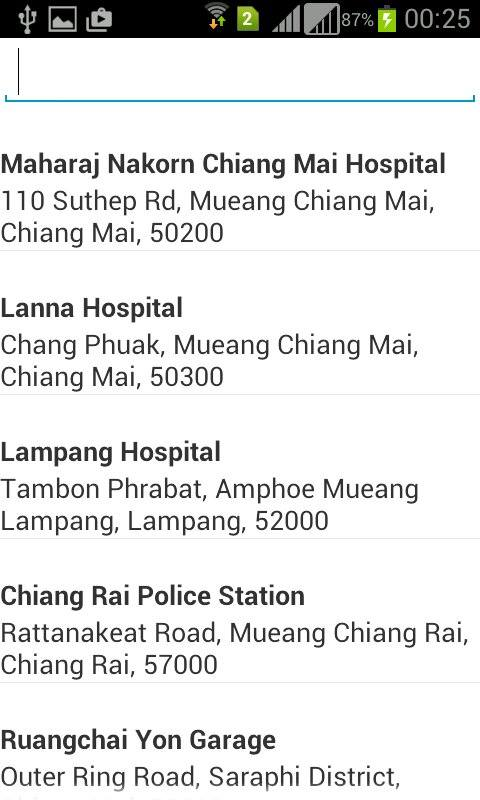 2
87%
00:25
Maharaj Nakorn Chiang Mai Hospital
110 Suthep Rd, Mueang Chiang Mai,
Chiang Mai, 50200
Lanna Hospital
Chang Phuak, Mueang Chiang Mai,
Chiang Mai, 50300
Lampang Hospital
Tambon Phrabat, Amphoe Mueang
Lampang, Lampang, 52000
Chiang Rai Police Station
Rattanakeat Road, Mueang Chiang Rai,
Chiang Rai, 57000
Ruangchai Yon Garage
Outer Ring Road, Saraphi District,